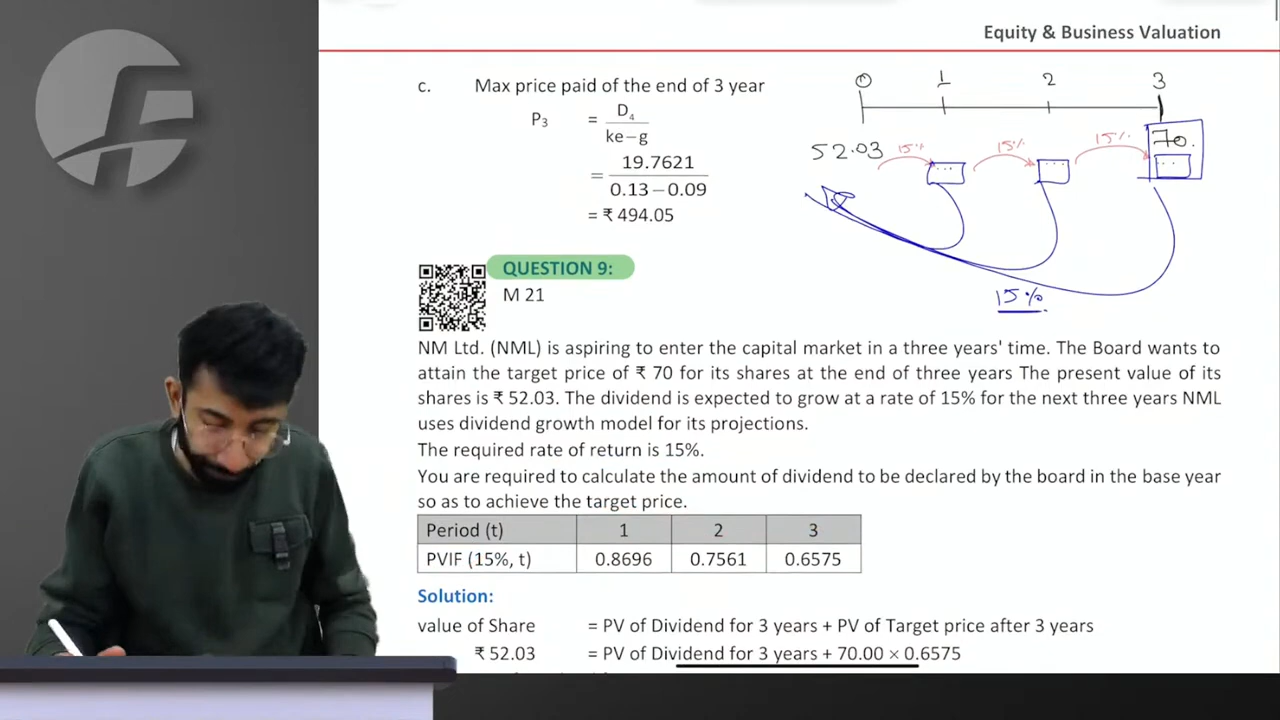 Equity & Business Valuation
c. Max price paid of the end of 3 year
P3 = D4
ke – g
= 19.7621
0.13 – 0.09
= ₹ 494.05
0 1 2 3
52.03 15% 15% 15% 70.
15%
QUESTION 9:
M 21
NM Ltd. (NML) is aspiring to enter the capital market in a three years' time. The Board wants to
attain the target price of ₹ 70 for its shares at the end of three years The present value of its
shares is ₹ 52.03. The dividend is expected to grow at a rate of 15% for the next three years NML
uses dividend growth model for its projections.
The required rate of return is 15%.
You are required to calculate the amount of dividend to be declared by the board in the base year
so as to achieve the target price.
Period (t) 1 2 3
PVIF (15%, t) 0.8696 0.7561 0.6575
Solution:
value of Share = PV of Dividend for 3 years + PV of Target price after 3 years
₹ 52.03 = PV of Dividend for 3 years + 70.00 × 0.6575